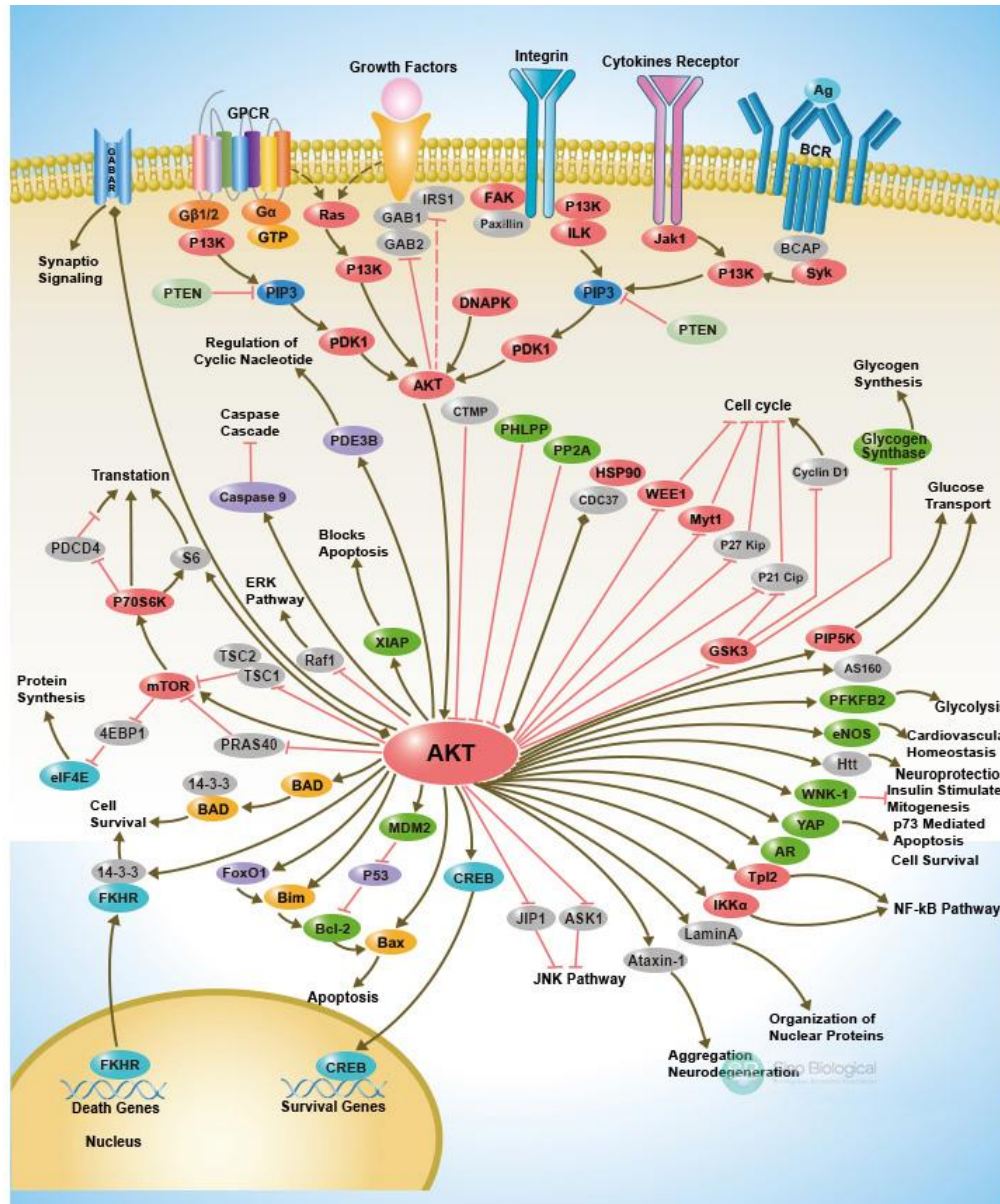 Integrin
Cytokines Receptor
Growth Factors
Ag
GPCR
BCR
GABAR
IRS1
FAK
P13K
Gβ1/2
Gα
Ras
GAB1
Paxillin
ILK
Jak1
BCAP
P13K
GTP
GAB2
P13K
Syk
Synaptio
Signaling
P13K
PTEN
PIP3
DNAPK
PIP3
PTEN
pDK1
pDK1
Regulation of
Cyclic Nucleotide
AKT
Glycogen
Synthesis
Caspase
Cascade
CTMP
Cell cycle
PHLPP
PDE3B
PP2A
Glycogen
Synthase
HSP90
Cyclin D1
Transtation
Caspase 9
CDC37
WEE1
Glucose
Transport
Myt1
Blocks
Apoptosis
PDCD4
S6
P27 Kip
P21 Cip
ERK
Pathway
P70S6K
XIAP
PIP5K
TSC2
Raf1
GSK3
AS160
TSC1
mTOR
Protein
Synthesis
PFKFB2
Glycolysis
4EBP1
PRAS40
AKT
eNOS
Cardiovascula
Homeostasis
eIF4E
Htt
14-3-3
BAD
Neuroprotection
Insulin Stimulate
Mitogenesis
WNK-1
BAD
Cell
Survival
MDM2
YAP
p73 Mediated
Apoptosis
AR
Cell Survival
14-3-3
FoxO1
P53
CREB
Tpl2
FKHR
Bim
IKKα
NF-kB Pathway
JIP1
ASK1
Bcl-2
LaminA
Bax
Ataxin-1
JNK Pathway
Apoptosis
Organization of
Nuclear Proteins
FKHR
CREB
Aggregation
Neurodegeneration
Sino Biological
Death Genes
Survival Genes
Nucleus